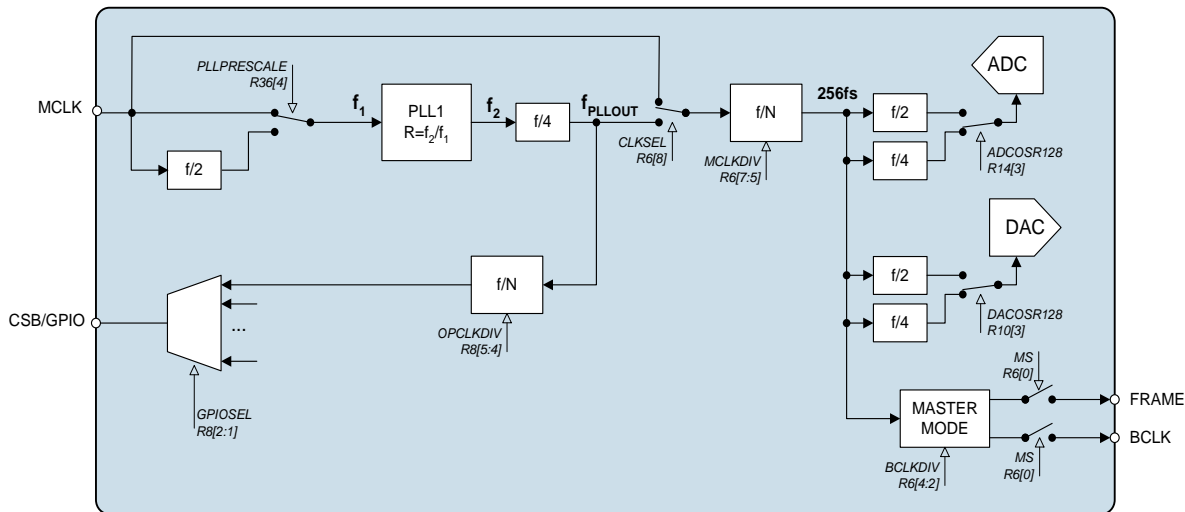 PLLPRESCALE
R36[4]
MCLK
f/2
f1
PLL1
R=f2/f1
f2
f/4
fPLLOUT
CLKSEL
R6[8]
f/N
MCLKDIV
R6[7:5]
256fs
f/2
f/4
ADC
ADCOSR128
R14[3]
DAC
f/2
f/4
DACOSR128
R10[3]
f/N
OPCLKDIV
R8[5:4]
CSB/GPIO
...
GPIOSEL
R8[2:1]
MASTER
MODE
BCLKDIV
R6[4:2]
MS
R6[0]
FRAME
BCLK
MS
R6[0]